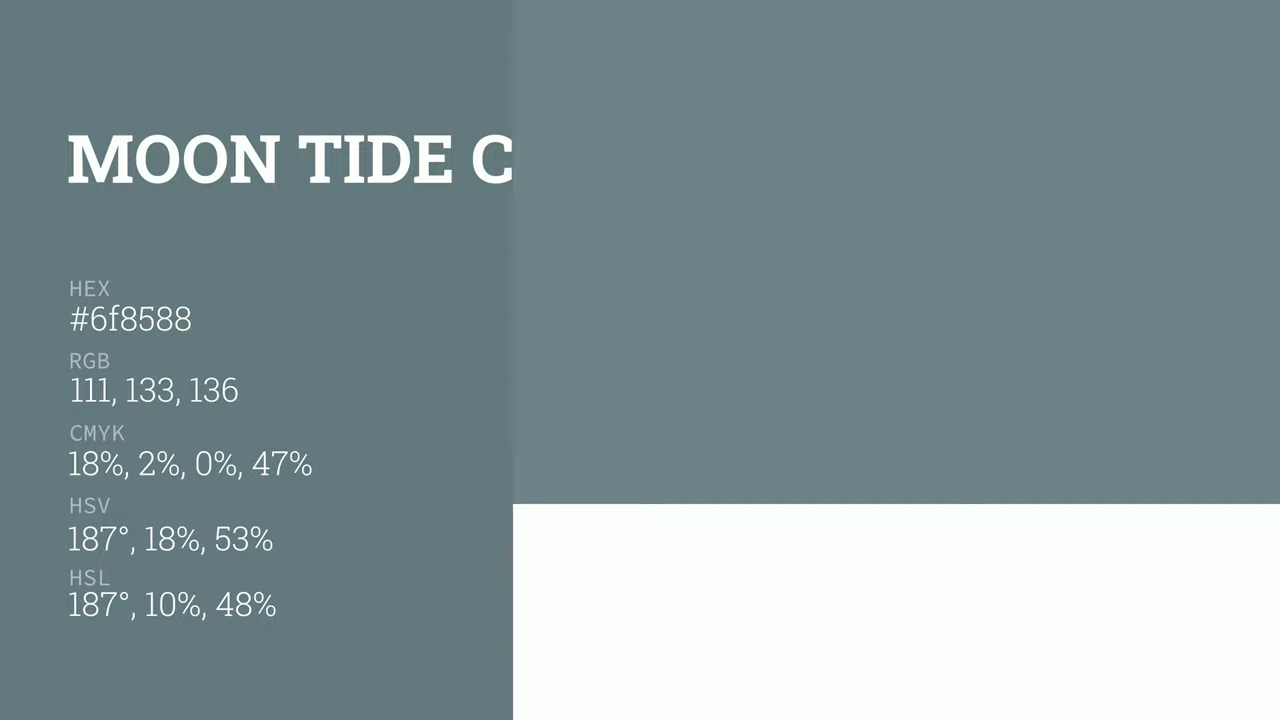 MOON TIDE C
HEX
#6f8588
RGB
111, 133, 136
CMYK
18%, 2%, 0%, 47%
HSV
187°, 18%, 53%
HSL
187°, 10%, 48%